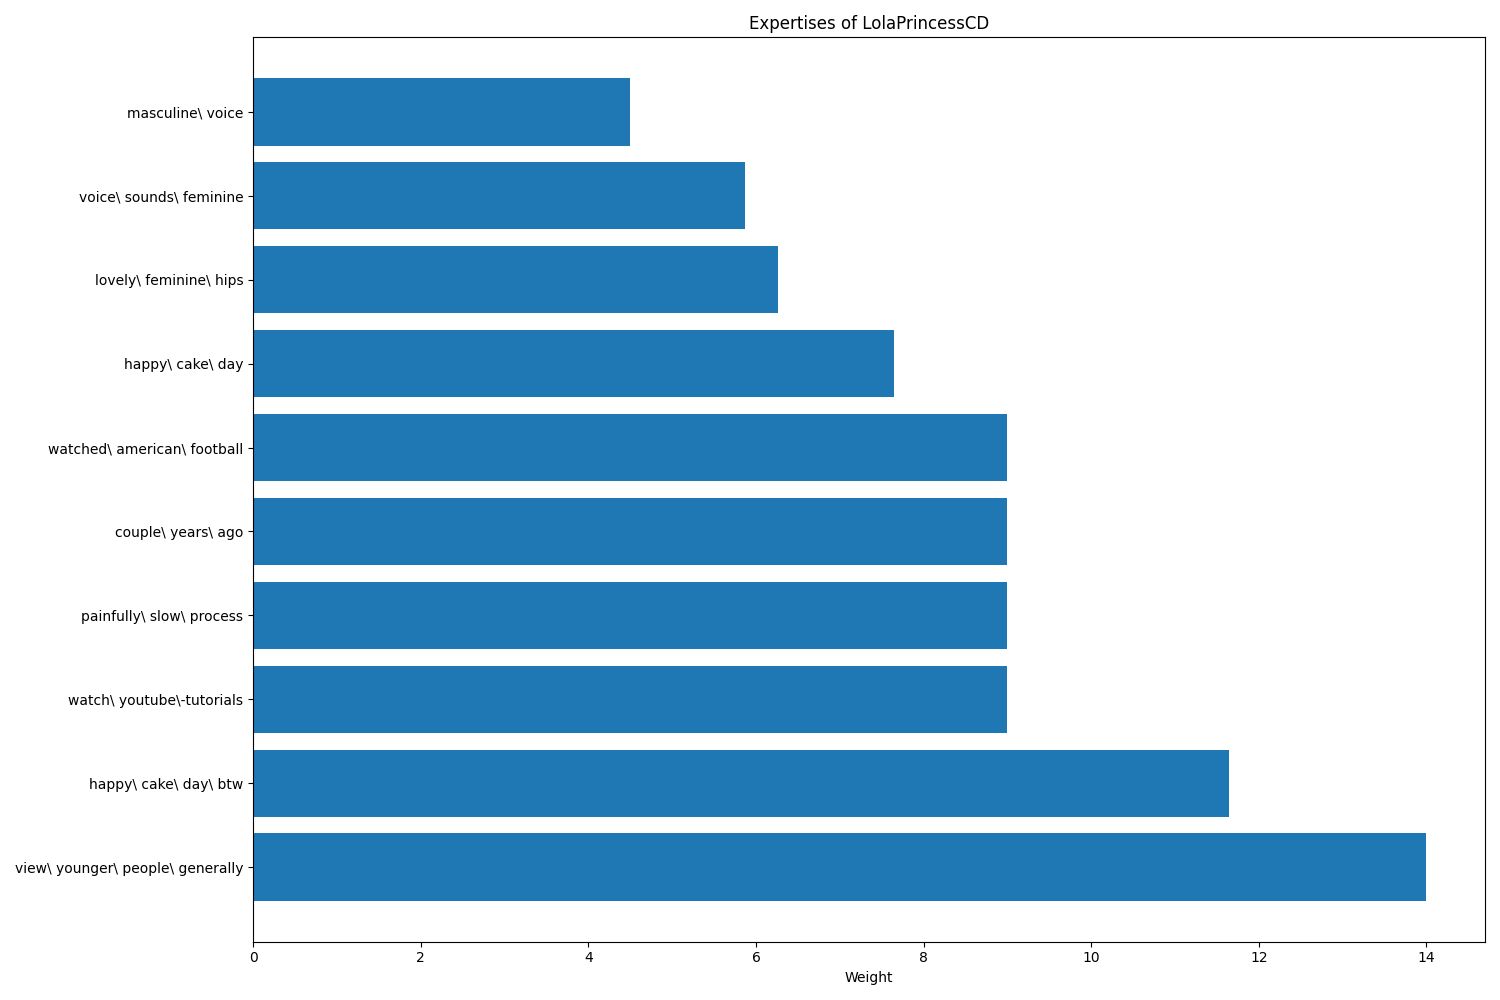 Expertises of LolaPrincessCD
masculine\ voice
voice\ sounds\ feminine
lovely\ feminine\ hips
happy\ cake\ day
watched\ american\ football
couple\ years\ ago
painfully\ slow\ process
watch\ youtube\-tutorials
happy\ cake\ day\ btw
view\ younger\ people\ generally
0 2 4 6 8 10 12 14
Weight